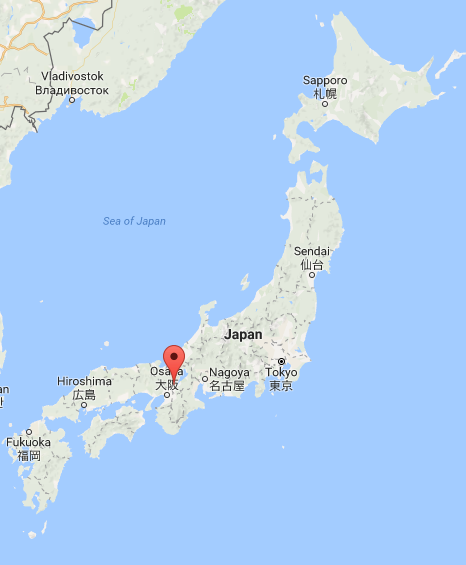 Vladivostok
Владивосток
Sapporo
札幌
Sea of Japan
Sendai
仙台
Japan
Osaka
大阪
Nagoya
名古屋
Tokyo
東京
Hiroshima
広島
Fukuoka
福岡